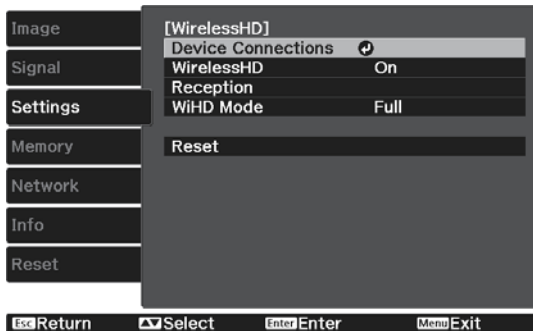 Image
Signal
Settings
Memory
Network
Info
Reset
[WirelessHD]
Device Connections
WirelessHD On
Reception
WiHD Mode Full
Reset
Esc Return Select Enter Enter Menu Exit